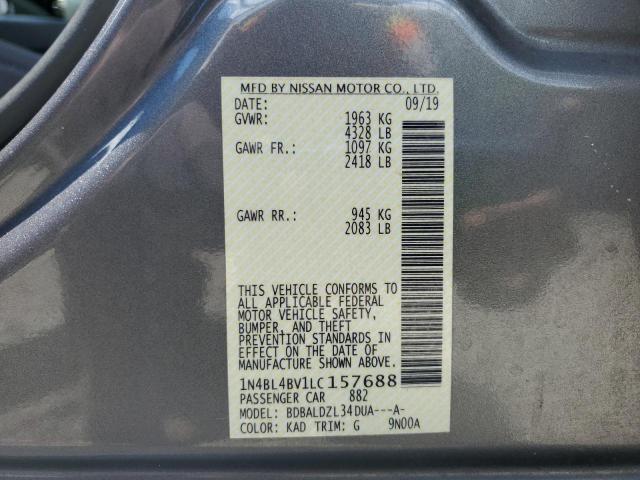 MFD BY NISSAN MOTOR CO., LTD.
DATE: 09/19
GVWR: 1963 KG
4328 LB
GAWR FR.: 1097 KG
2418 LB
GAWR RR.: 945 KG
2083 LB
THIS VEHICLE CONFORMS TO
ALL APPLICABLE FEDERAL
MOTOR VEHICLE SAFETY,
BUMPER, AND THEFT
PREVENTION STANDARDS IN
EFFECT ON THE DATE OF
MANUFACTURE SHOWN ABOVE.
1N4BL4BV1LC157688
PASSENGER CAR 882
MODEL: BDBALDZL34DUA---A-
COLOR: KAD TRIM: G 9N00A